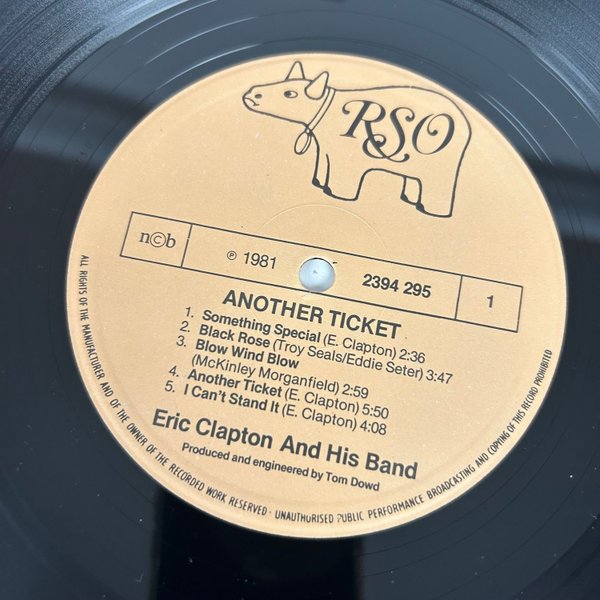 RSO
n©b ℗ 1981 2394 295 1
ANOTHER TICKET
1. Something Special (E. Clapton) 2:36
2. Black Rose (Troy Seals/Eddie Seter) 3:47
3. Blow Wind Blow
(McKinley Morganfield) 2:59
4. Another Ticket (E. Clapton) 5:50
5. I Can't Stand It (E. Clapton) 4:08
Eric Clapton And His Band
Produced and engineered by Tom Dowd
ALL RIGHTS OF THE MANUFACTURER AND OF THE OWNER OF THE RECORDED WORK RESERVED · UNAUTHORISED PUBLIC PERFORMANCE BROADCASTING AND COPYING OF THIS RECORD PROHIBITED